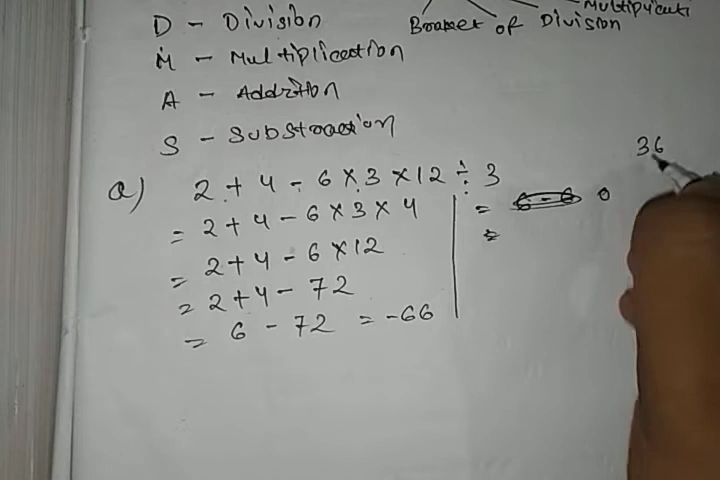 D - Division
M - Multiplication
A - Addition
S - Substraction
Bracket of Division
a) 2 + 4 - 6 × 3 × 12 ÷ 3
= 2 + 4 - 6 × 3 × 4
= 2 + 4 - 6 × 12
= 2 + 4 - 72
= 6 - 72 = -66
= 0
=
36